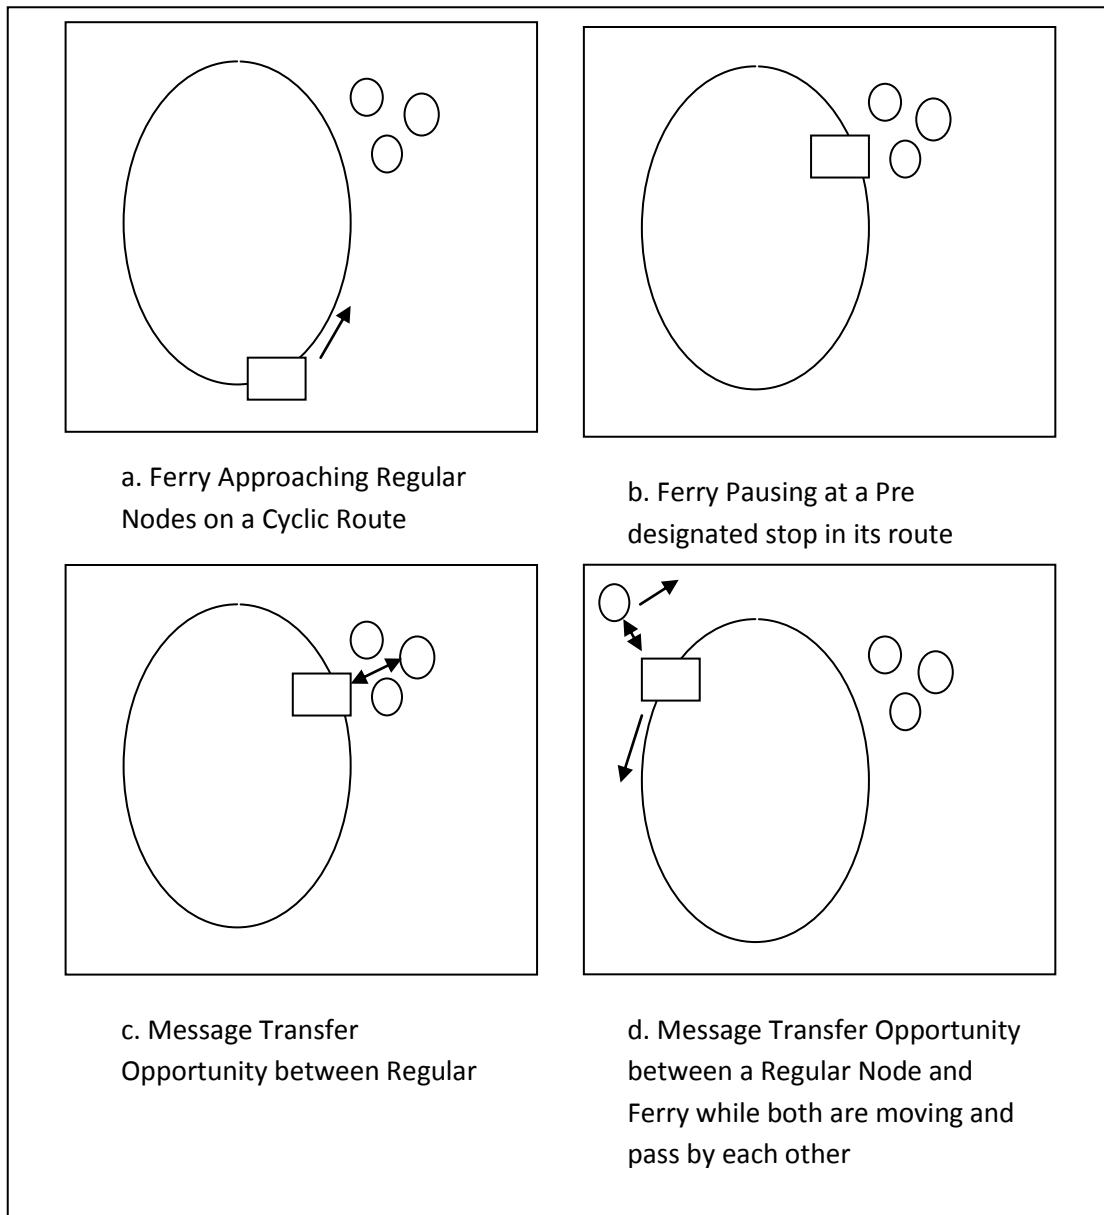 a. Ferry Approaching Regular
Nodes on a Cyclic Route
b. Ferry Pausing at a Pre
designated stop in its route
c. Message Transfer
Opportunity between Regular
d. Message Transfer Opportunity
between a Regular Node and
Ferry while both are moving and
pass by each other